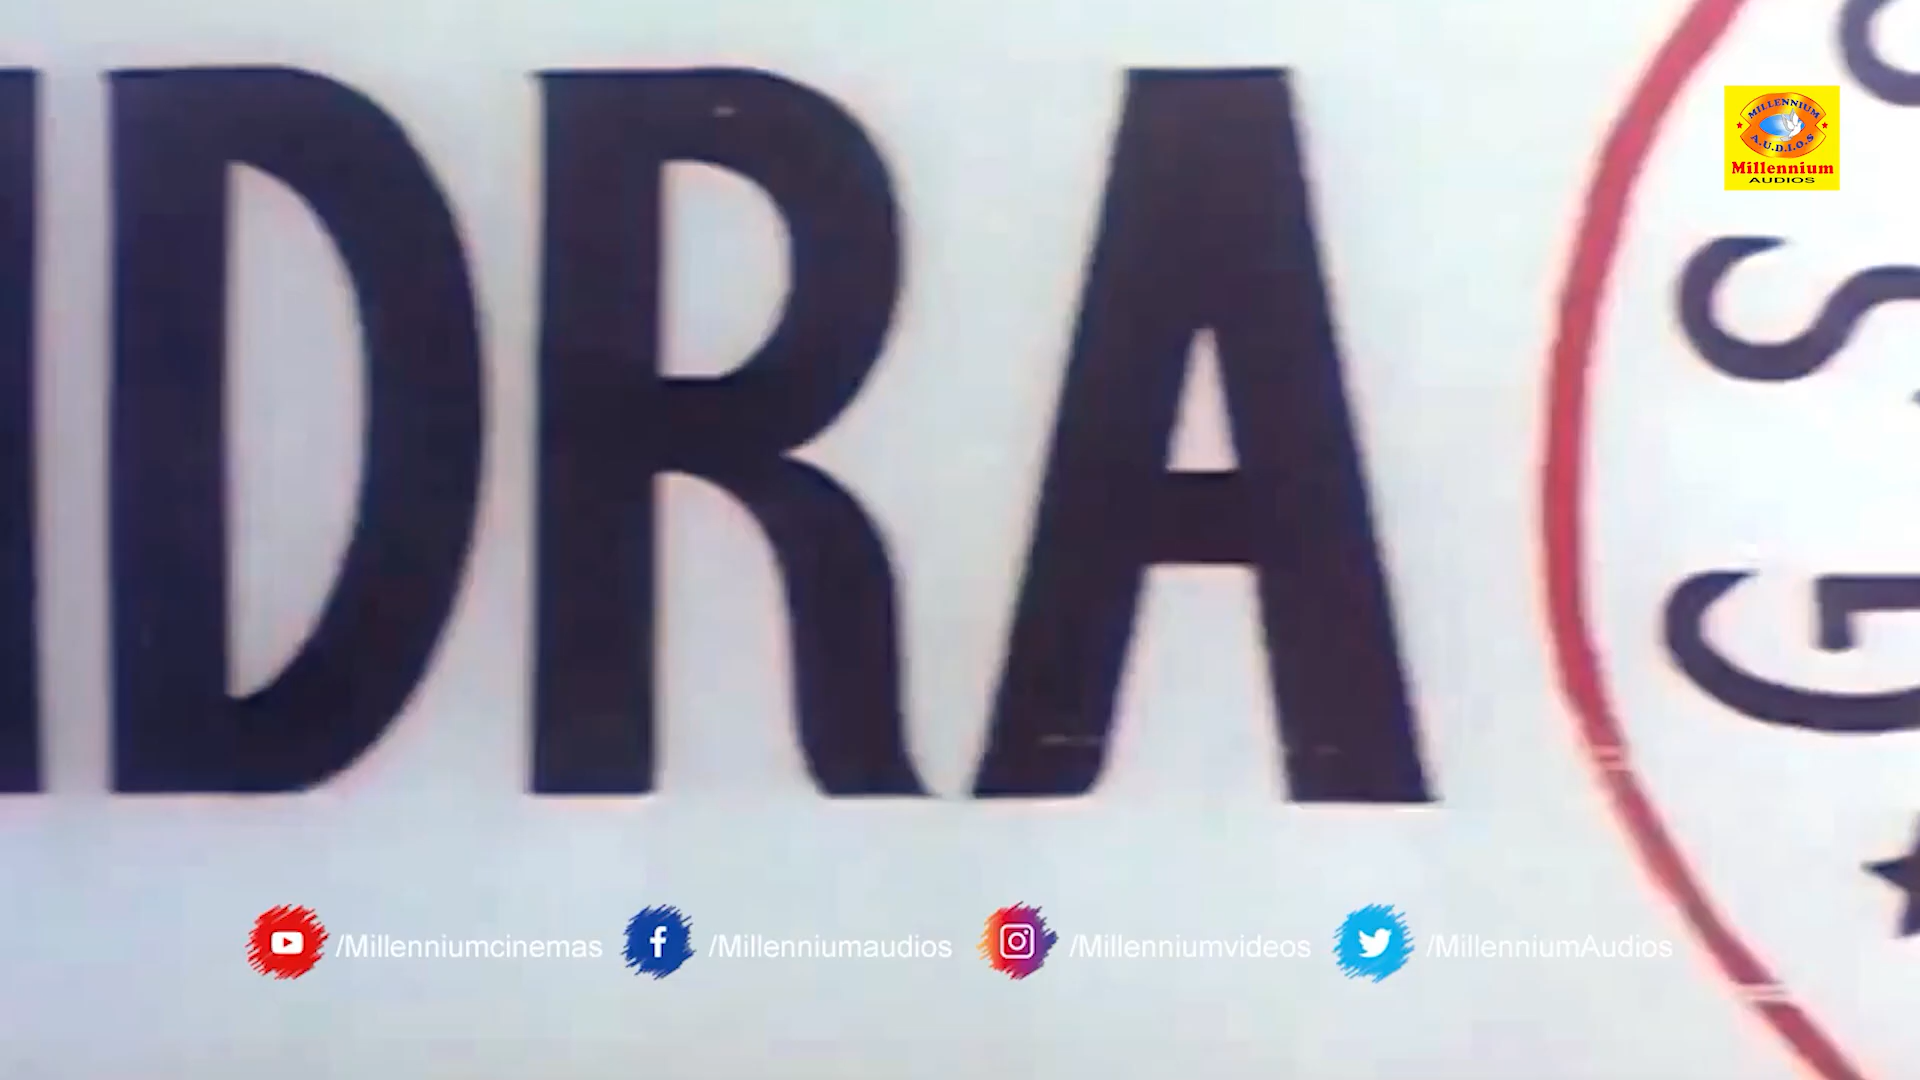 DRA
G.S.
MILLENNIUM
A.U.D.I.O.S
Millennium
AUDIOS
/Millenniumcinemas /Millenniumaudios /Millenniumvideos /MillenniumAudios